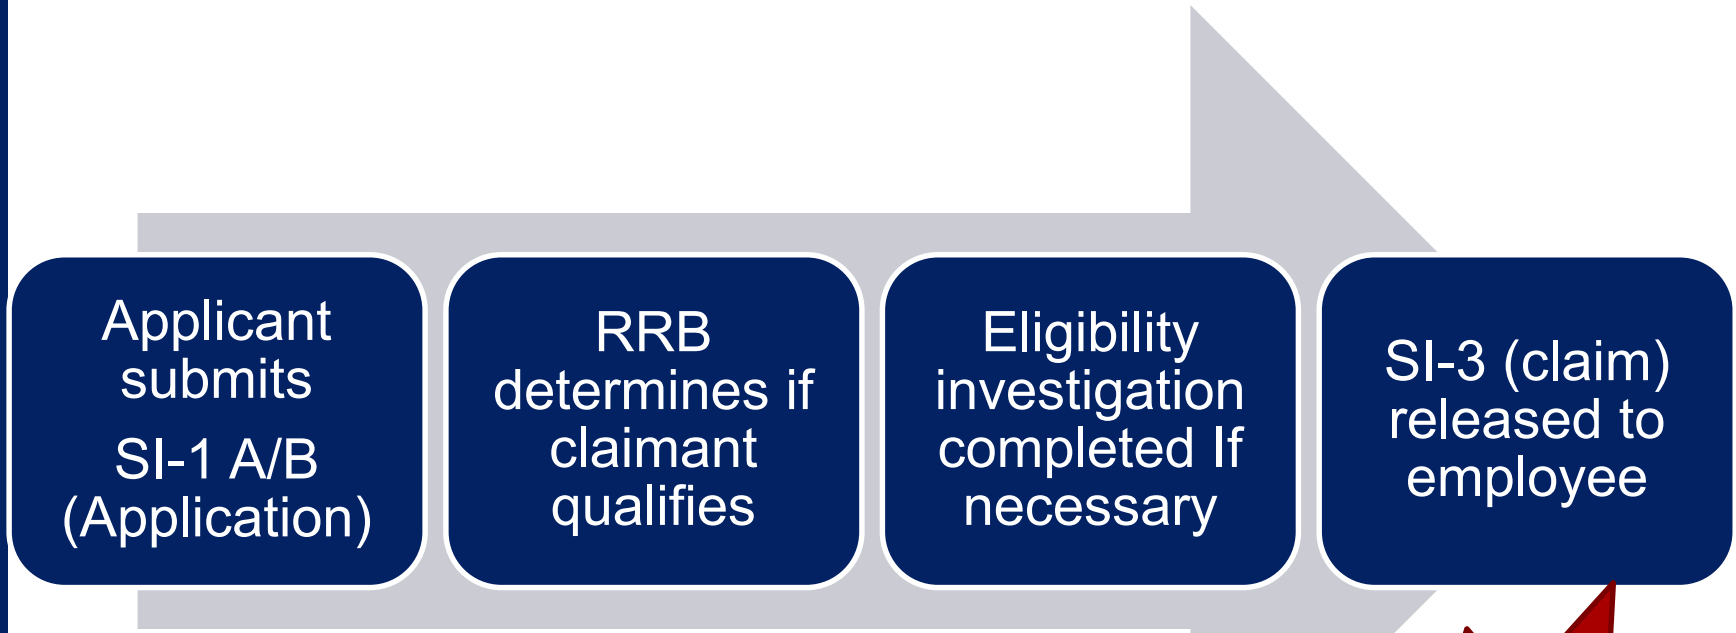 Applicant
submits
SI-1 A/B
(Application)
RRB
determines if
claimant
qualifies
Eligibility
investigation
completed If
necessary
SI-3 (claim)
released to
employee